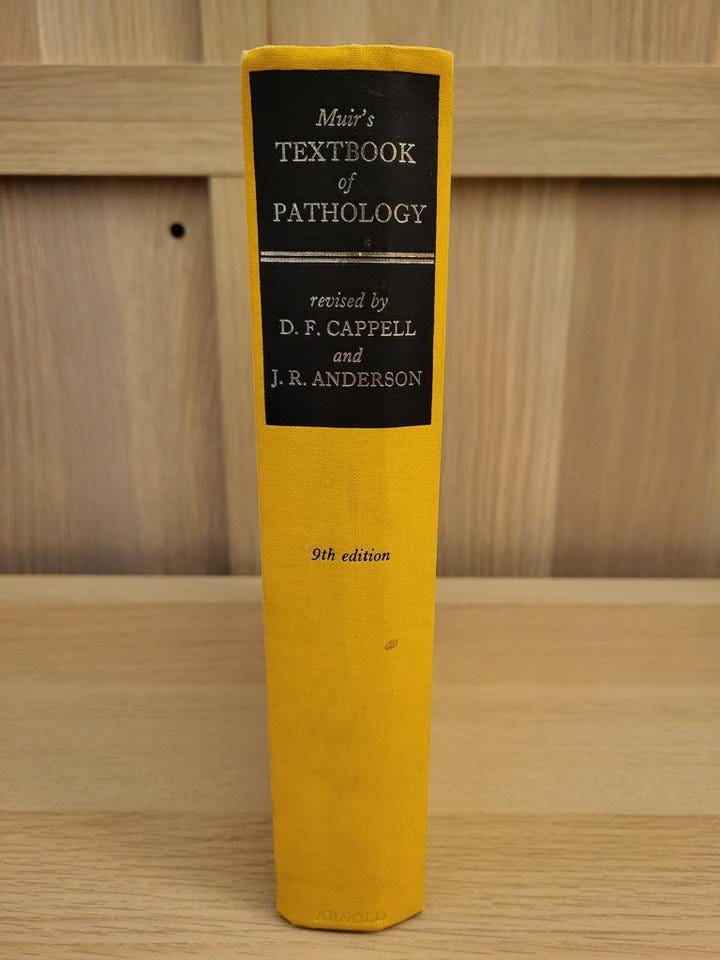 Muir's
TEXTBOOK
of
PATHOLOGY
revised by
D. F. CAPPELL
and
J. R. ANDERSON
9th edition
ARNOLD